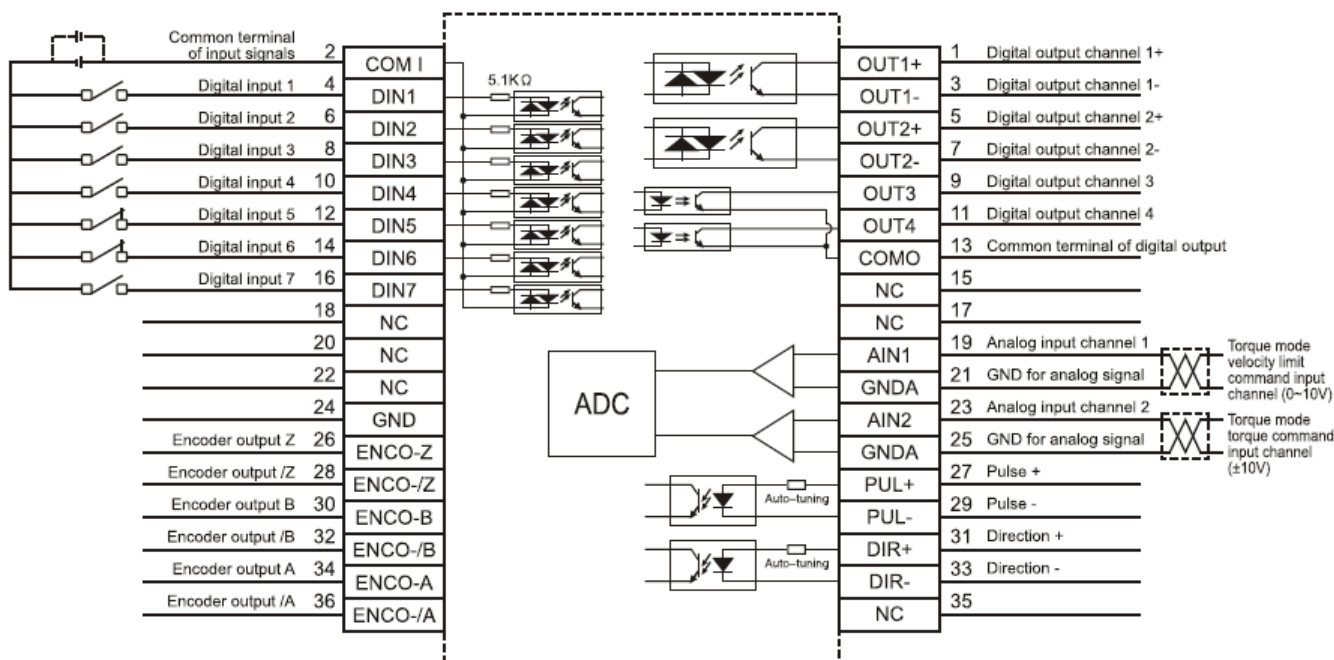 Common terminal
of input signals
2
COM I
Digital input 1
4
DIN1
Digital input 2
6
DIN2
Digital input 3
8
DIN3
Digital input 4
10
DIN4
Digital input 5
12
DIN5
Digital input 6
14
DIN6
Digital input 7
16
DIN7
18
NC
20
NC
22
NC
24
GND
Encoder output Z
26
ENCO-Z
Encoder output /Z
28
ENCO-/Z
Encoder output B
30
ENCO-B
Encoder output /B
32
ENCO-/B
Encoder output A
34
ENCO-A
Encoder output /A
36
ENCO-/A
5.1KΩ
ADC
Auto-tuning
Auto-tuning
OUT1+
1
Digital output channel 1+
OUT1-
3
Digital output channel 1-
OUT2+
5
Digital output channel 2+
OUT2-
7
Digital output channel 2-
OUT3
9
Digital output channel 3
OUT4
11
Digital output channel 4
COMO
13
Common terminal of digital output
NC
15
NC
17
AIN1
19
Analog input channel 1
GNDA
21
GND for analog signal
Torque mode
velocity limit
command input
channel (0~10V)
AIN2
23
Analog input channel 2
GNDA
25
GND for analog signal
Torque mode
torque command
input channel
(±10V)
PUL+
27
Pulse +
PUL-
29
Pulse -
DIR+
31
Direction +
DIR-
33
Direction -
NC
35